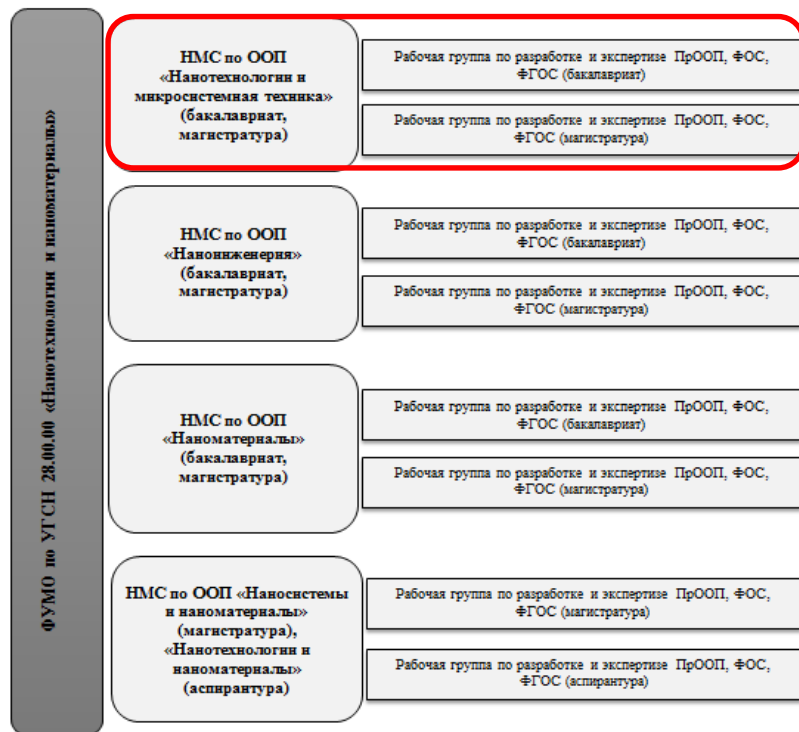 ФУМО по УГСН 28.00.00 «Нанотехнологии и наноматериалы»
НМС по ООП
«Нанотехнологии и
микросистемная техника»
(бакалавриат,
магистратура)
Рабочая группа по разработке и экспертизе ПрООП, ФОС,
ФГОС (бакалавриат)
Рабочая группа по разработке и экспертизе ПрООП, ФОС,
ФГОС (магистратура)
НМС по ООП
«Наноинженерия»
(бакалавриат,
магистратура)
Рабочая группа по разработке и экспертизе ПрООП, ФОС,
ФГОС (бакалавриат)
Рабочая группа по разработке и экспертизе ПрООП, ФОС,
ФГОС (магистратура)
НМС по ООП
«Наноматериалы»
(бакалавриат,
магистратура)
Рабочая группа по разработке и экспертизе ПрООП, ФОС,
ФГОС (бакалавриат)
Рабочая группа по разработке и экспертизе ПрООП, ФОС,
ФГОС (магистратура)
НМС по ООП «Наносистемы
и наноматериалы»
(магистратура),
«Нанотехнологии и
наноматериалы»
(аспирантура)
Рабочая группа по разработке и экспертизе ПрООП, ФОС,
ФГОС (магистратура)
Рабочая группа по разработке и экспертизе ПрООП, ФОС,
ФГОС (аспирантура)